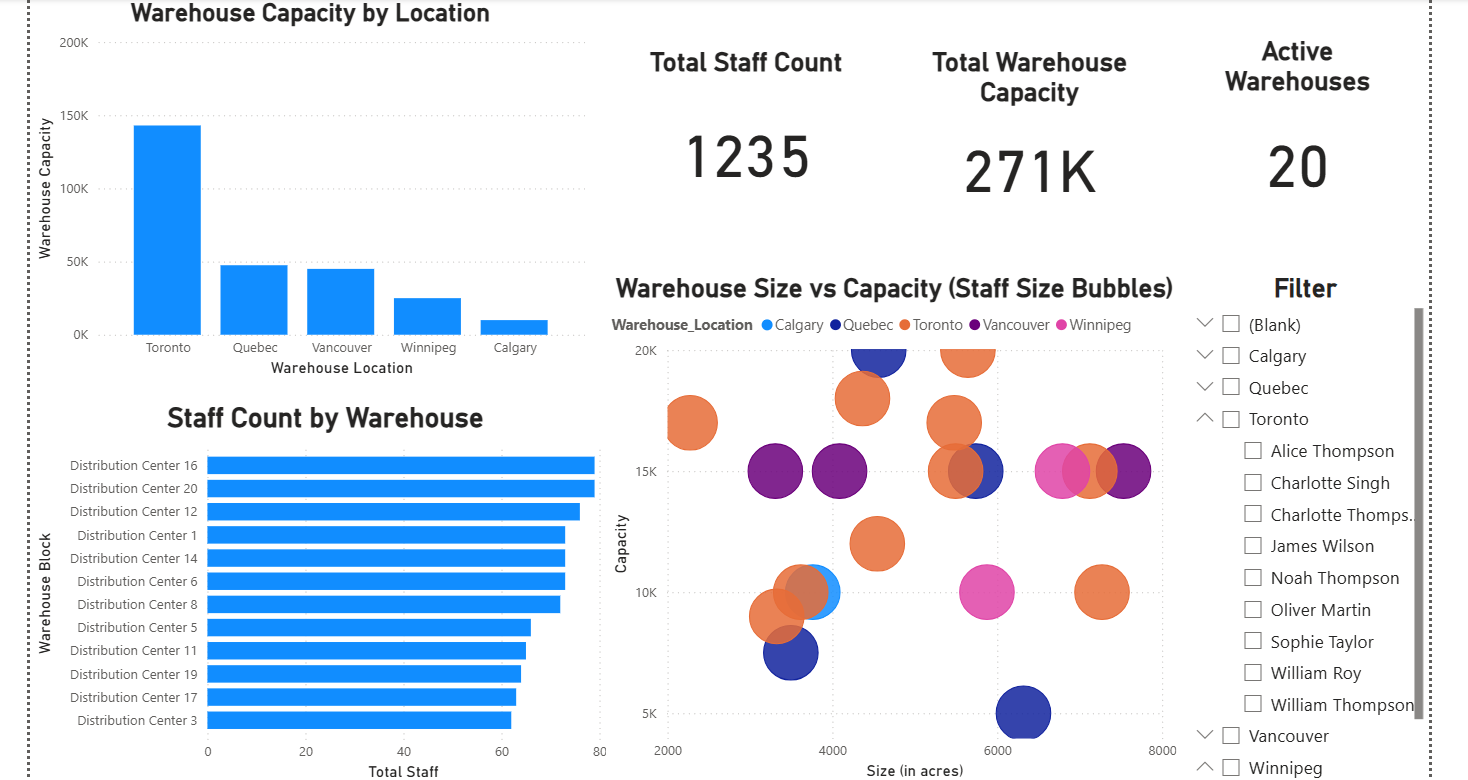 Warehouse Capacity by Location
200K
150K
100K
50K
0K
Warehouse Capacity
Toronto
Quebec
Vancouver
Winnipeg
Calgary
Warehouse Location
Total Staff Count
1235
Total Warehouse
Capacity
271K
Active
Warehouses
20
Staff Count by Warehouse
Warehouse Block
Distribution Center 16
Distribution Center 20
Distribution Center 12
Distribution Center 1
Distribution Center 14
Distribution Center 6
Distribution Center 8
Distribution Center 5
Distribution Center 11
Distribution Center 19
Distribution Center 17
Distribution Center 3
0
20
40
60
80
Total Staff
Warehouse Size vs Capacity (Staff Size Bubbles)
Warehouse_Location Calgary Quebec Toronto Vancouver Winnipeg
20K
15K
10K
5K
Capacity
2000
4000
6000
8000
Size (in acres)
Filter
(Blank)
Calgary
Quebec
Toronto
Alice Thompson
Charlotte Singh
Charlotte Thomps..
James Wilson
Noah Thompson
Oliver Martin
Sophie Taylor
William Roy
William Thompson
Vancouver
Winnipeg